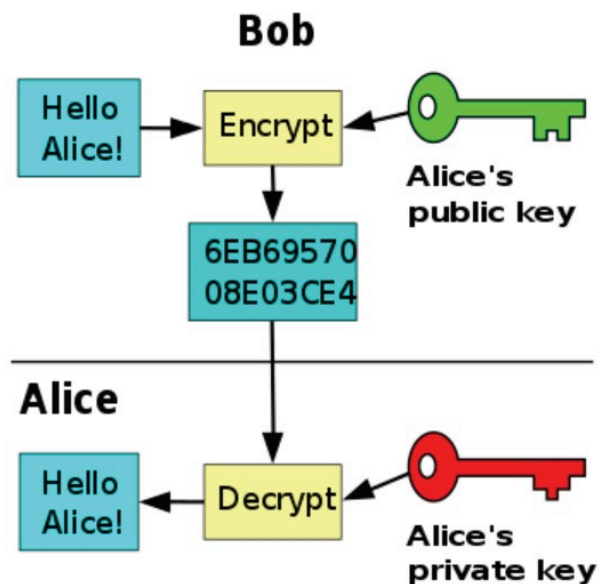 Bob
Hello
Alice!
Encrypt
Alice's
public key
6EB69570
08E03CE4
Alice
Hello
Alice!
Decrypt
Alice's
private key